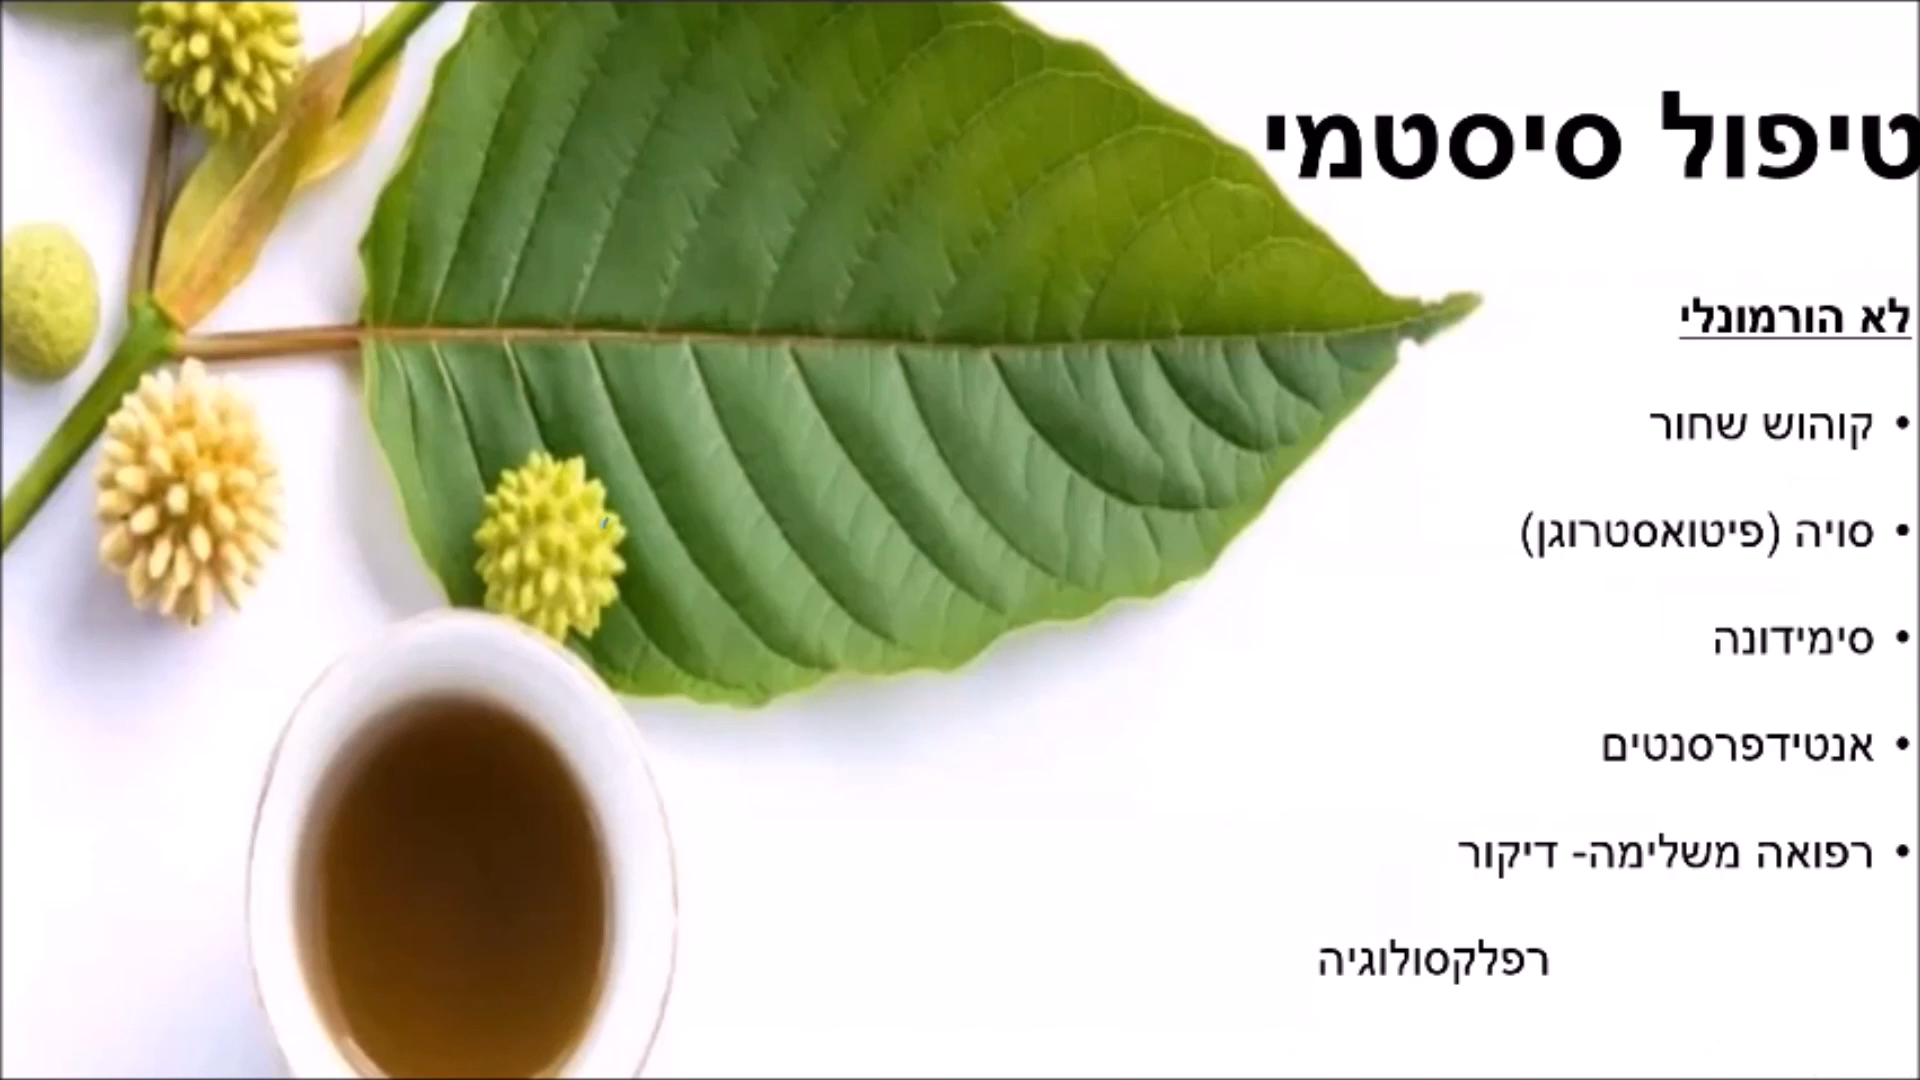 טיפול סיסטמי
לא הורמונלי
• קוהוש שחור
• סויה (פיטואסטרוגן)
• סימידונה
• אנטידפרסנטים
• רפואה משלימה- דיקור
רפלקסולוגיה